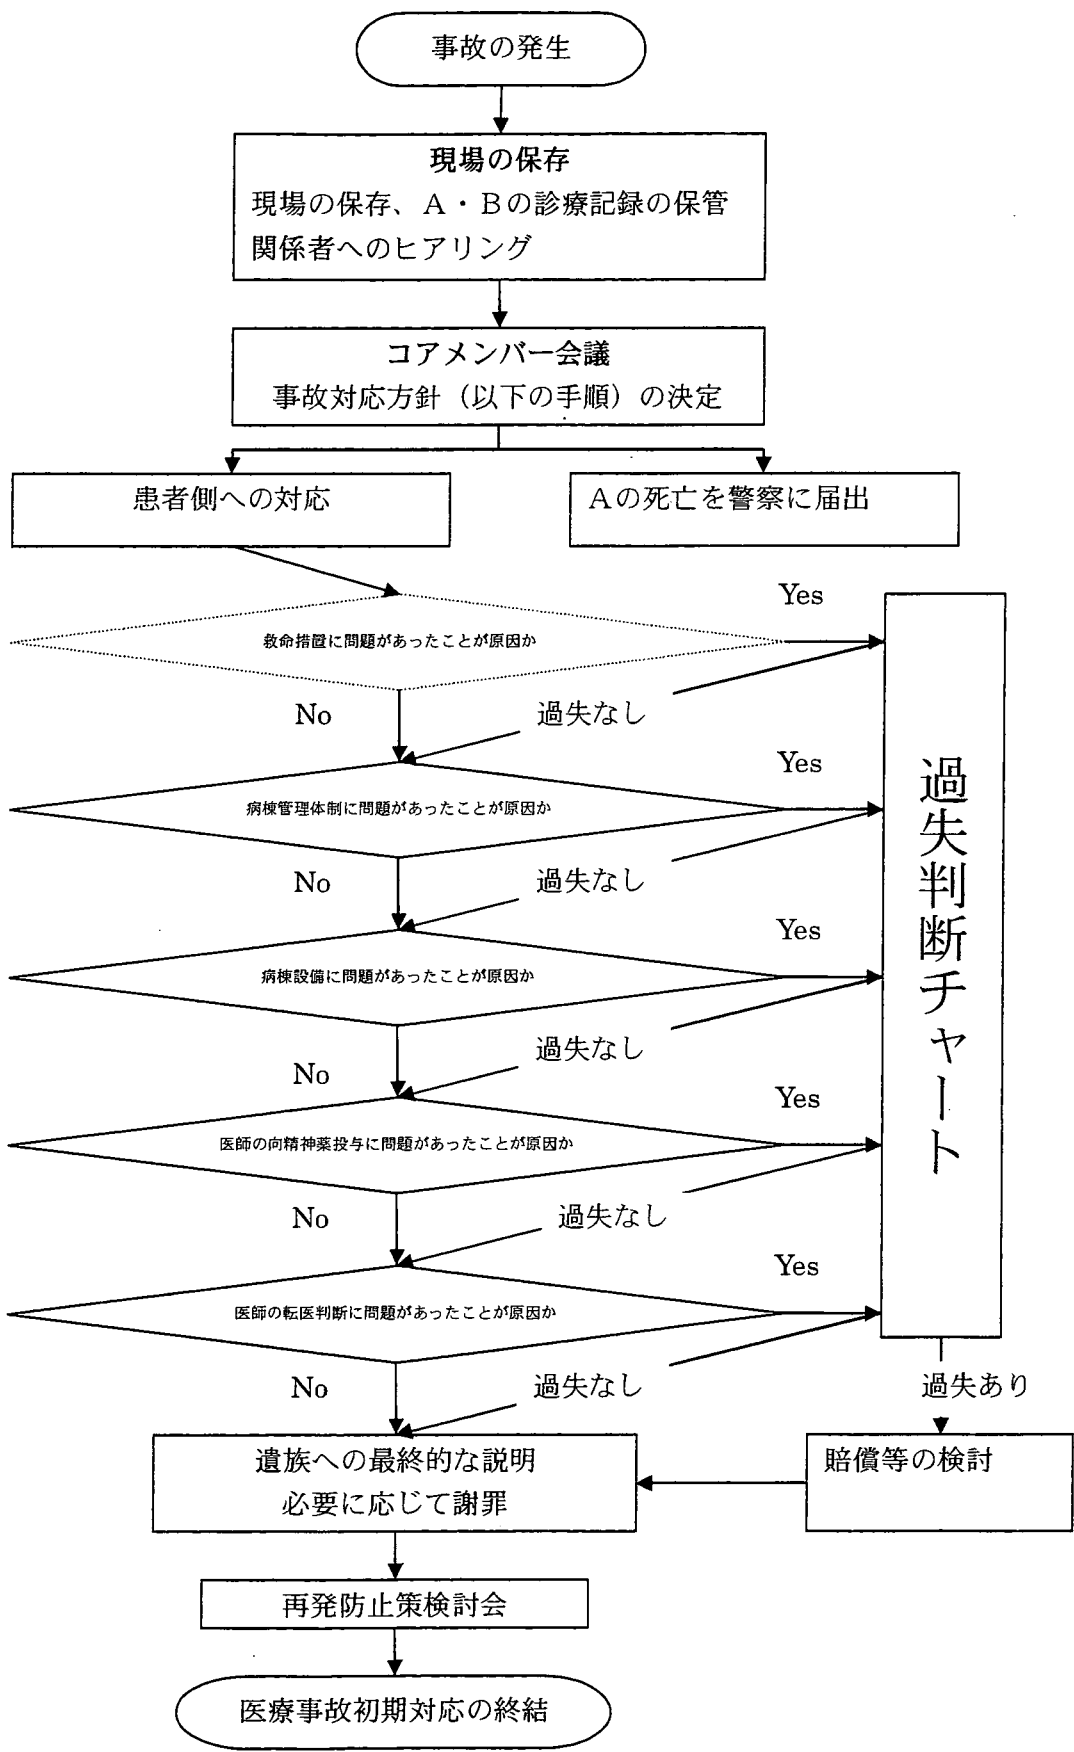 事故の発生
現場の保存
現場の保存、A・Bの診療記録の保管
関係者へのヒアリング
コアメンバー会議
事故対応方針（以下の手順）の決定
患者側への対応
Aの死亡を警察に届出
Yes
救命措置に問題があったことが原因か
No
過失なし
Yes
病棟管理体制に問題があったことが原因か
No
過失なし
Yes
病棟設備に問題があったことが原因か
No
過失なし
Yes
医師の向精神薬投与に問題があったことが原因か
No
過失なし
Yes
医師の転医判断に問題があったことが原因か
No
過失なし
過失判断チャート
過失あり
遺族への最終的な説明
必要に応じて謝罪
賠償等の検討
再発防止策検討会
医療事故初期対応の終結